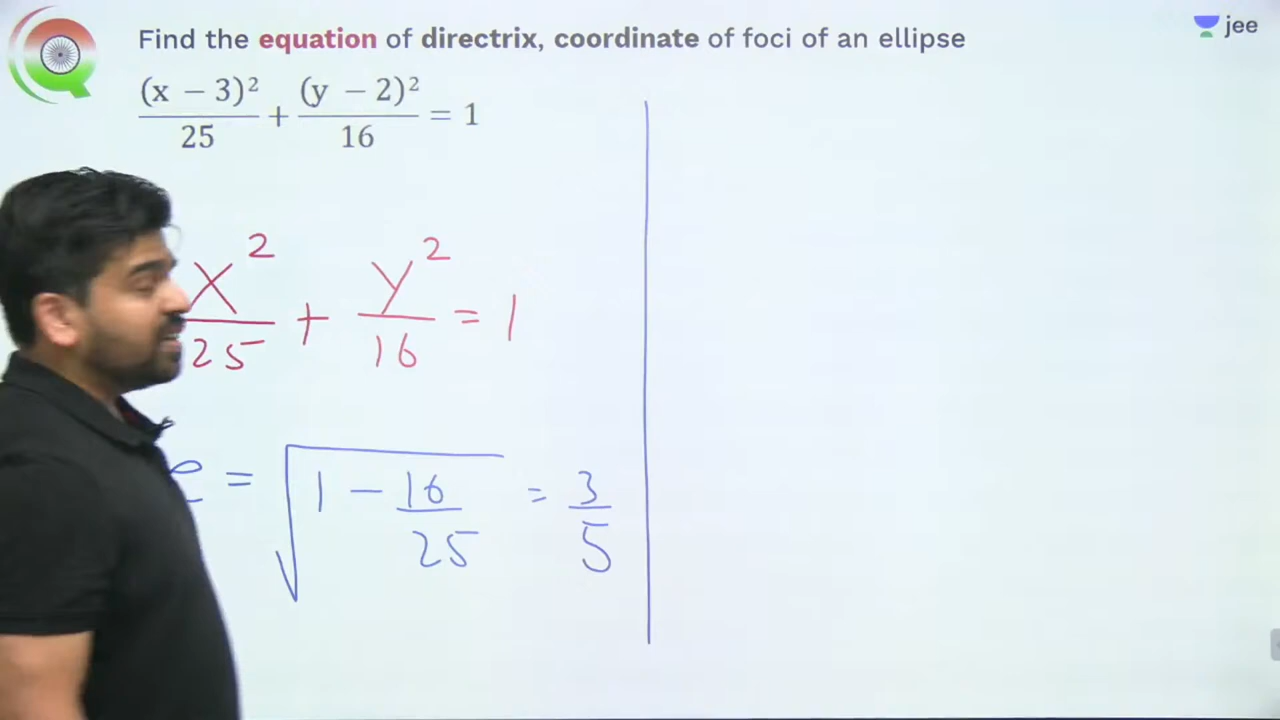 Find the equation of directrix, coordinate of foci of an ellipse
jee
(x − 3)²/25 + (y − 2)²/16 = 1
X²/25 + Y²/16 = 1
e = √(1 − 16/25) = 3/5